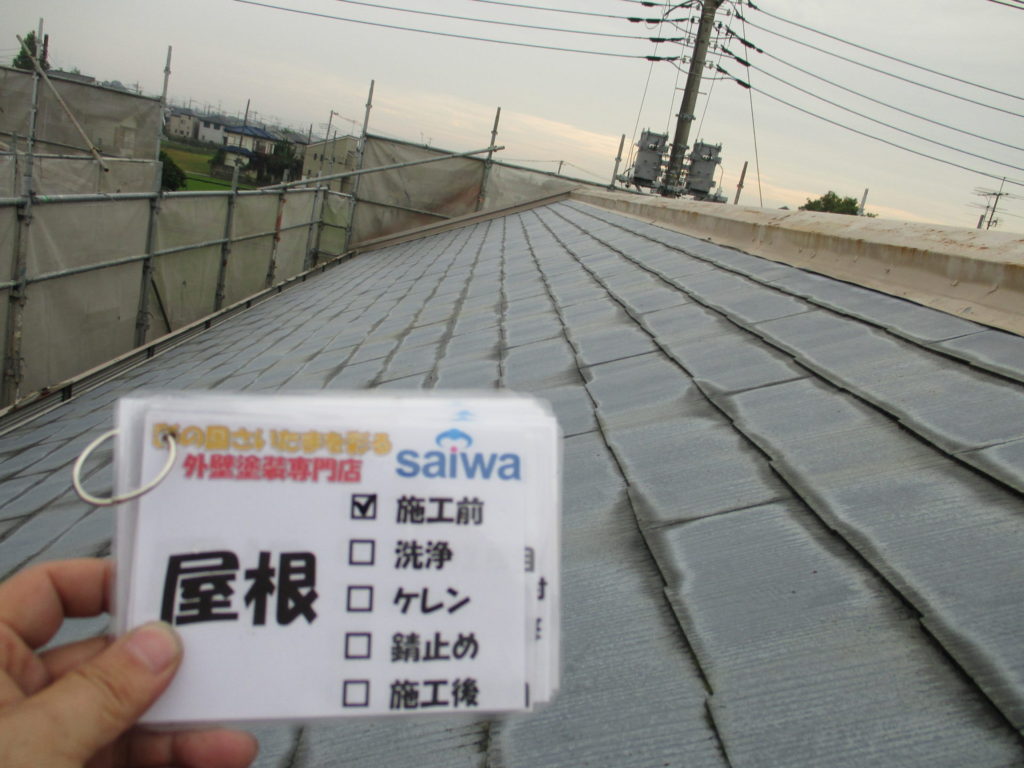 彩の国さいたまを彩る
外壁塗装専門店
saiwa
屋根
☑ 施工前
☐ 洗浄
☐ ケレン
☐ 錆止め
☐ 施工後